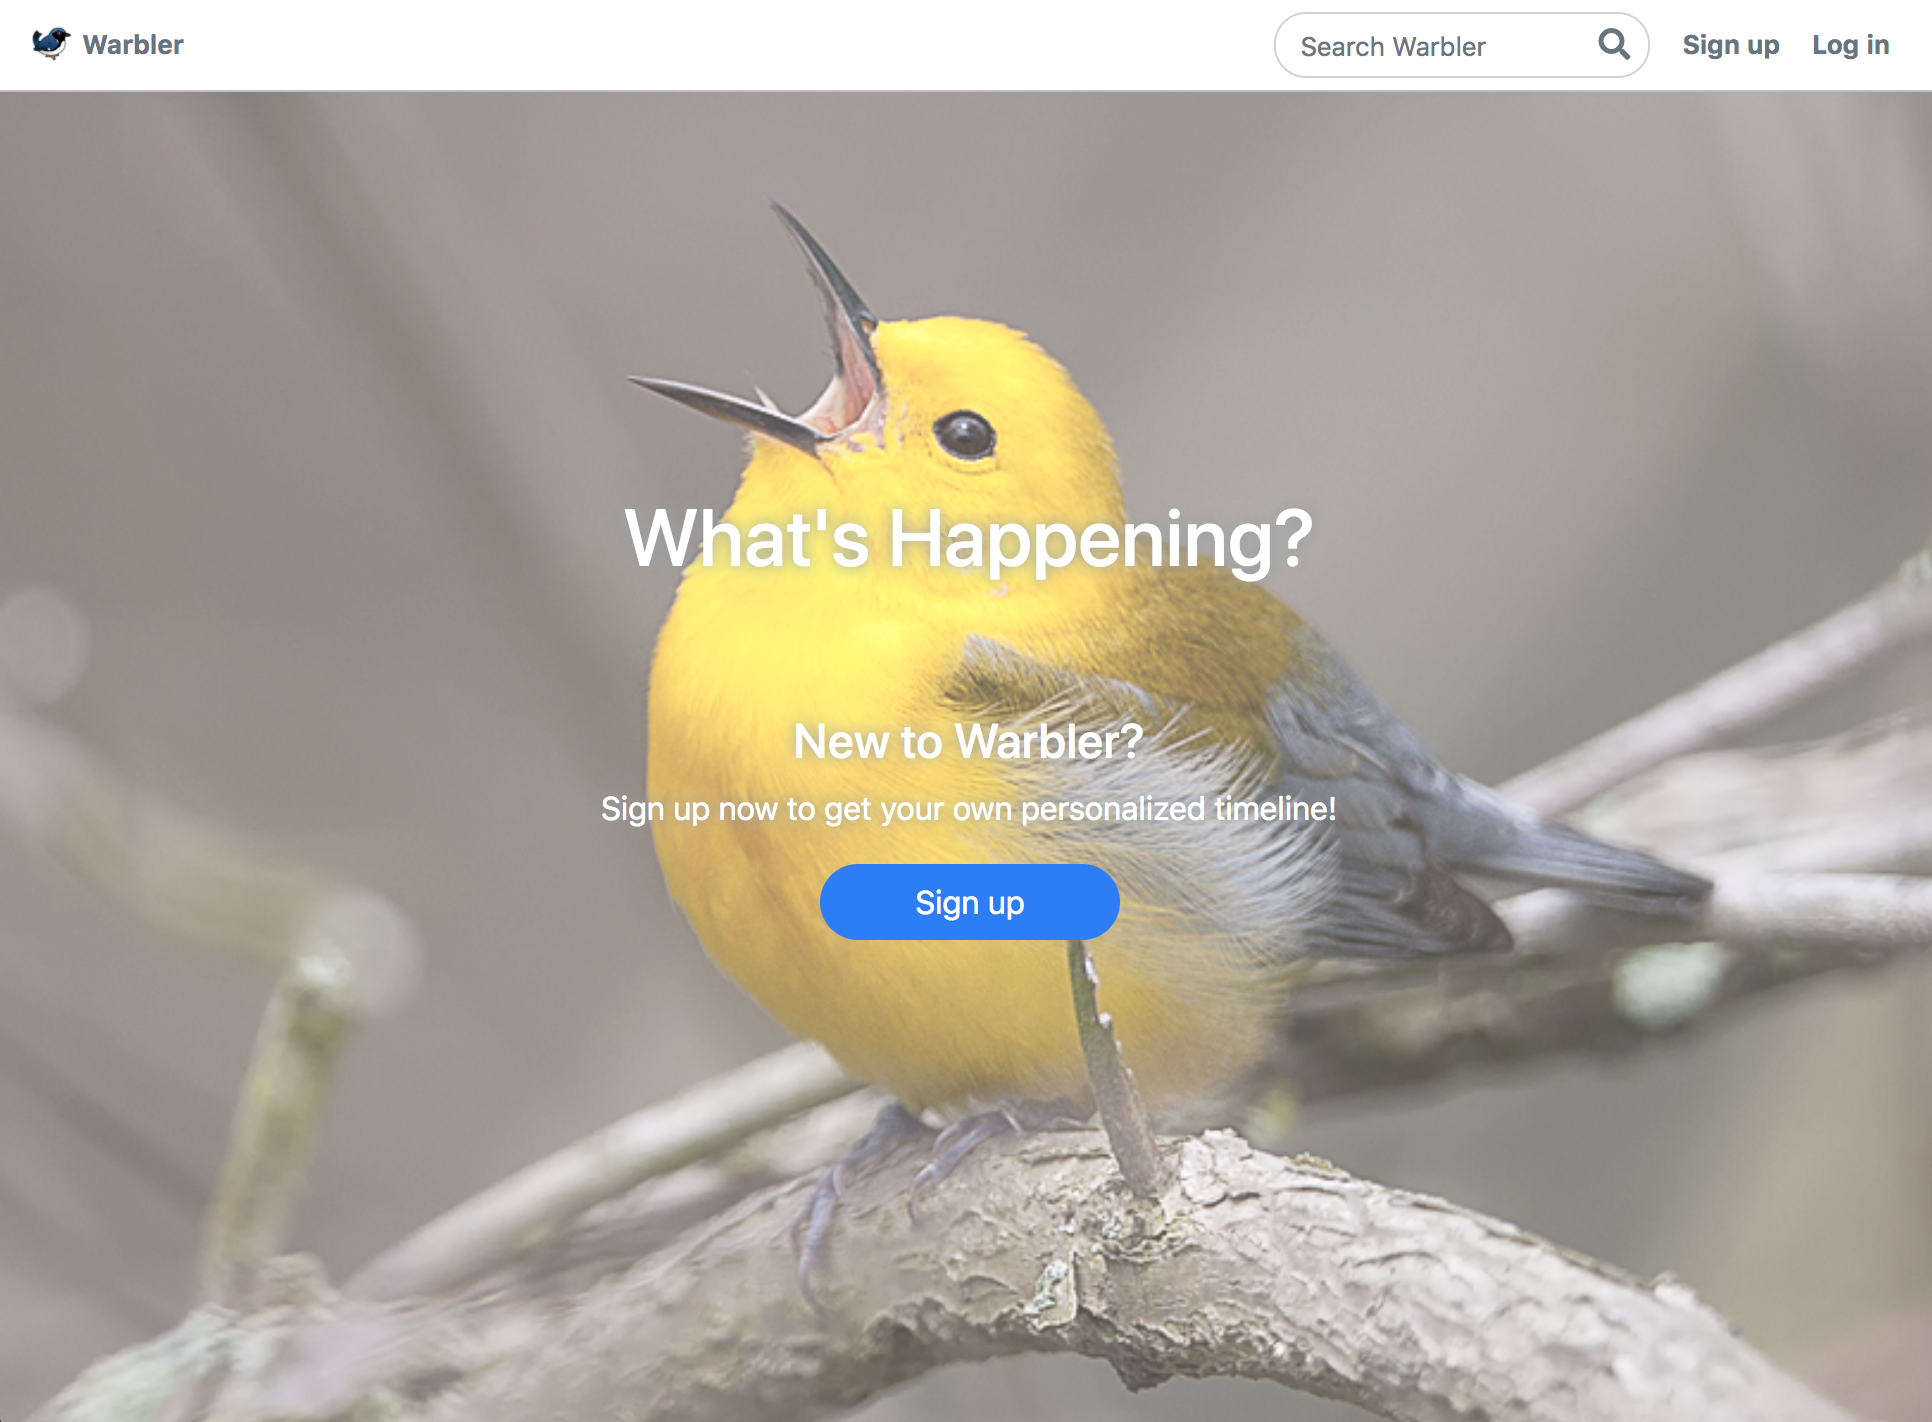 Warbler
Search Warbler
Sign up
Log in
What's Happening?
New to Warbler?
Sign up now to get your own personalized timeline!
Sign up